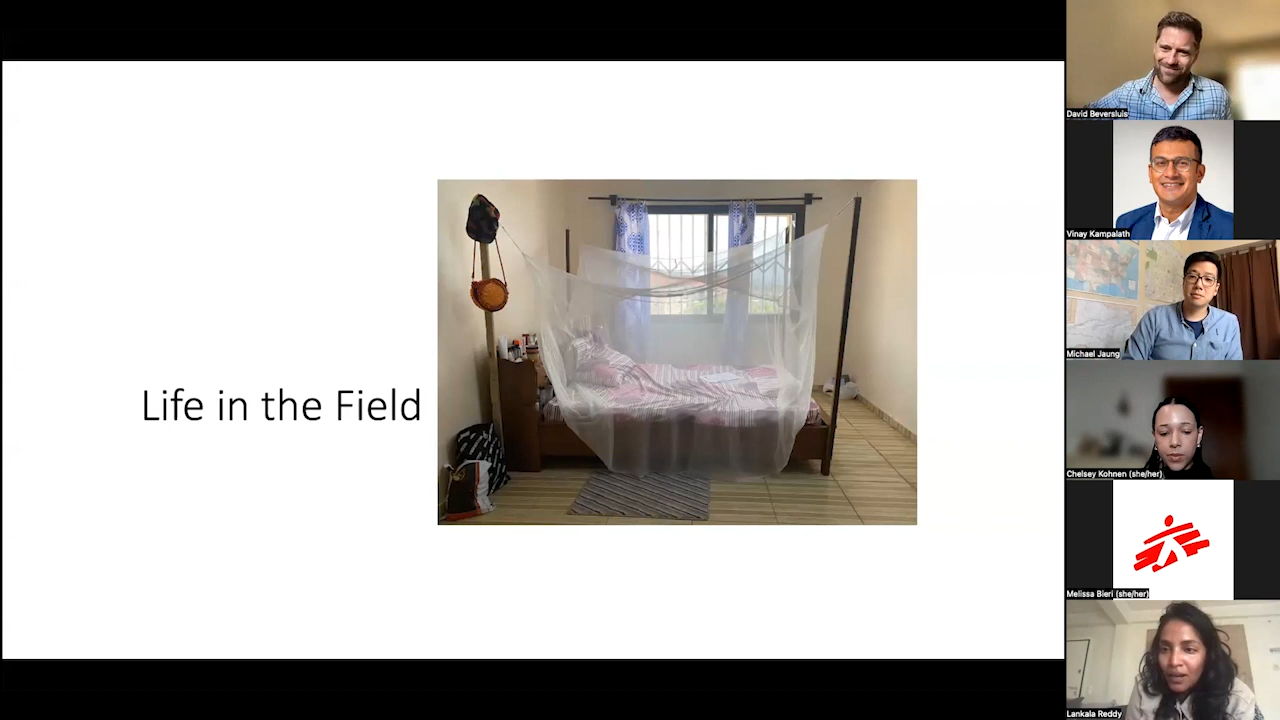 Life in the Field
David Beversluis
Vinay Kampalath
Michael Jaung
Chelsey Kohnen (she/her)
Melissa Bieri (she/her)
Lankala Reddy